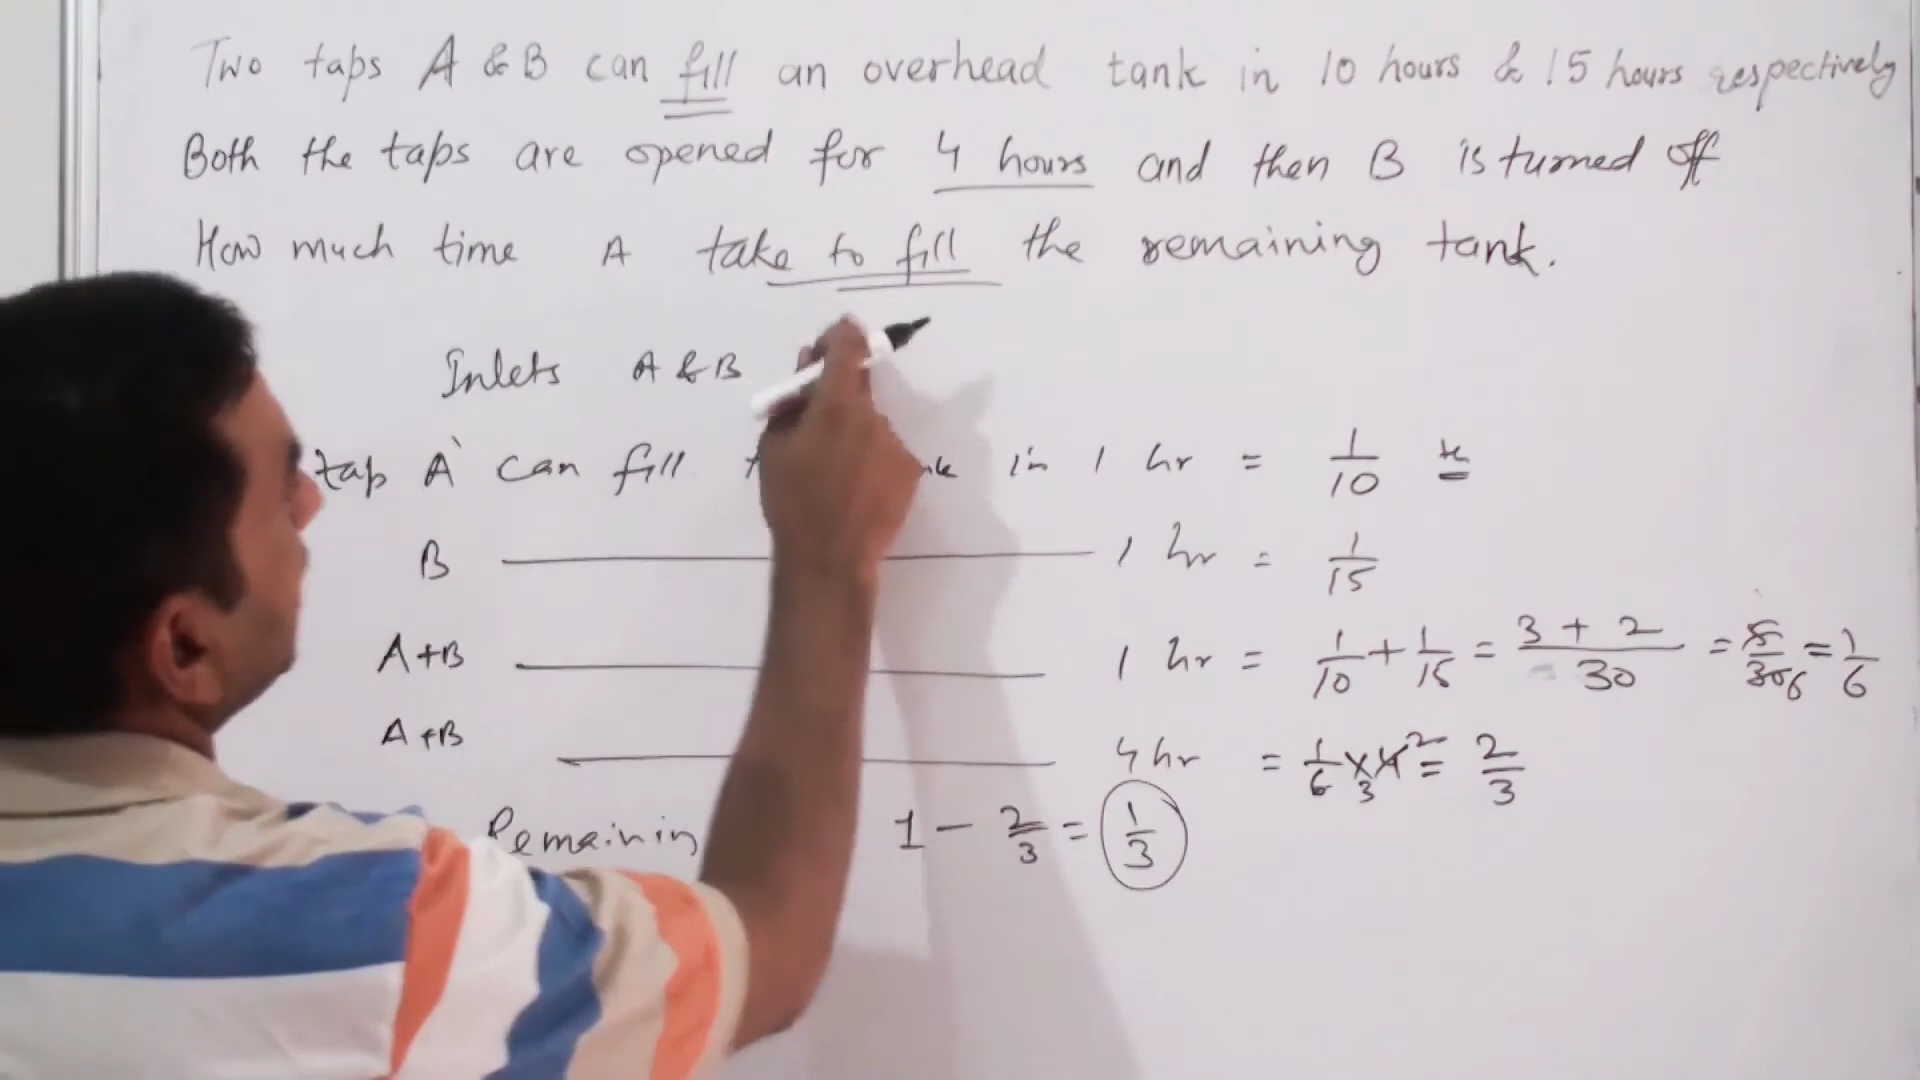 Two taps A & B can fill an overhead tank in 10 hours & 15 hours respectively
Both the taps are opened for 4 hours and then B is turned off
How much time A take to fill the remaining tank.
Inlets A & B
tap A can fill in 1 hr = 1/10
B 1 hr = 1/15
A+B 1 hr = 1/10 + 1/15 = 3 + 2/30 = 5/30 6 = 1/6
A+B 4 hr = 1/6 3 × 4 2 = 2/3
Remainin 1 - 2/3 = 1/3